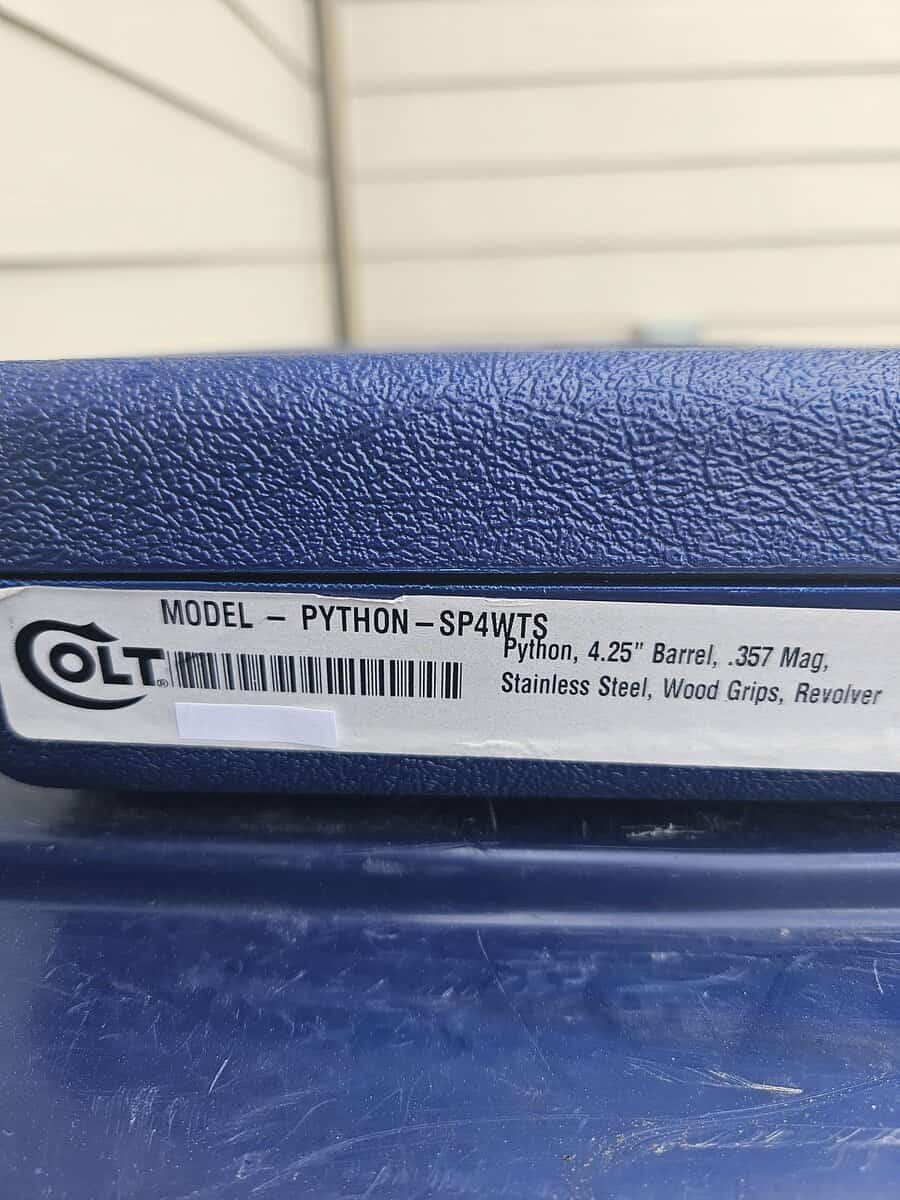 MODEL - PYTHON-SP4WTS
COLT®
Python, 4.25" Barrel, .357 Mag,
Stainless Steel, Wood Grips, Revolver